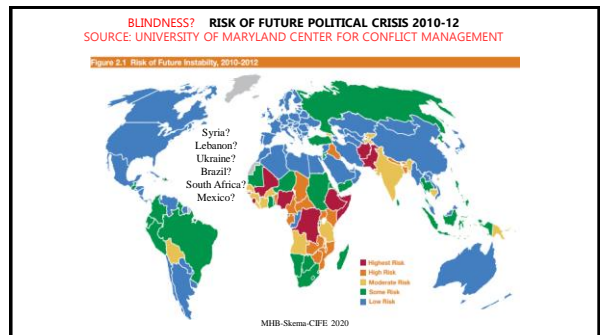 BLINDNESS? RISK OF FUTURE POLITICAL CRISIS 2010-12
SOURCE: UNIVERSITY OF MARYLAND CENTER FOR CONFLICT MANAGEMENT
Figure 2.1 Risk of Future Instability, 2010-2012
Syria?
Lebanon?
Ukraine?
Brazil?
South Africa?
Mexico?
Highest Risk
High Risk
Moderate Risk
Some Risk
Low Risk
MHB-Skema-CIFE 2020